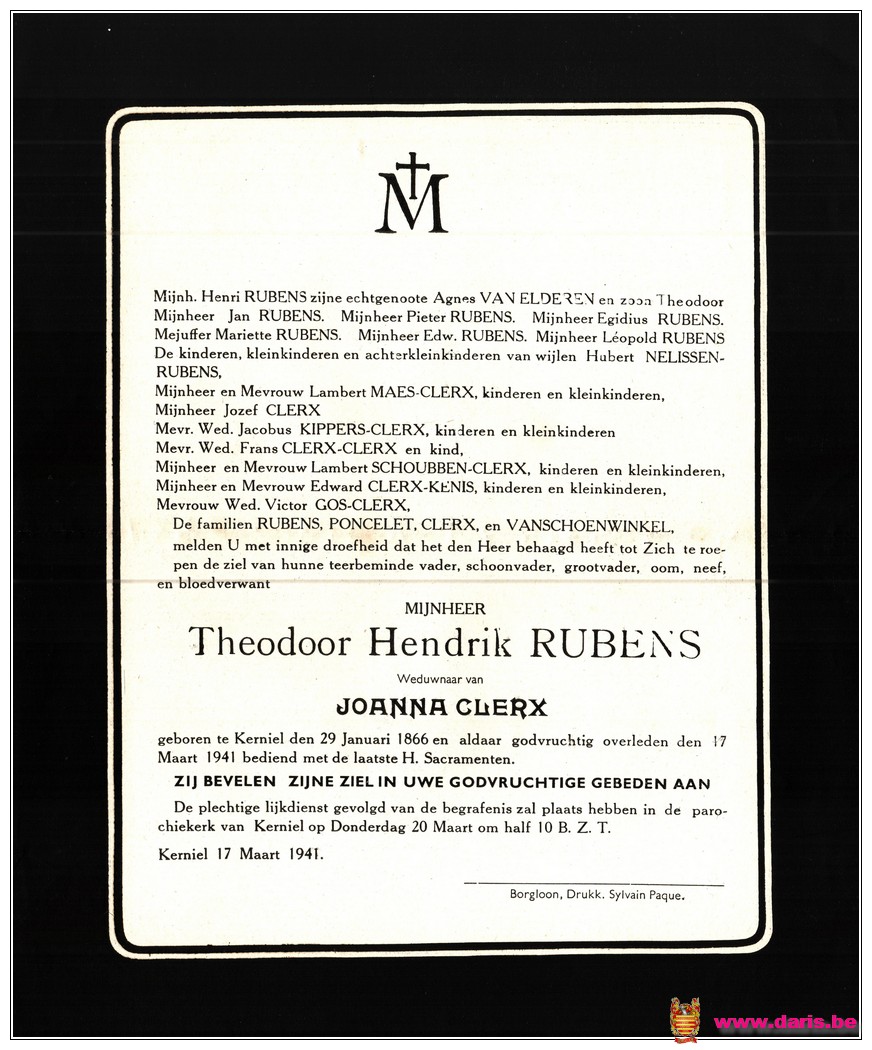 M
Mijnh. Henri RUBENS zijne echtgenoote Agnes VAN ELDEREN en zoon Theodoor
Mijnheer Jan RUBENS. Mijnheer Pieter RUBENS. Mijnheer Egidius RUBENS.
Mejuffer Mariette RUBENS. Mijnheer Edw. RUBENS. Mijnheer Léopold RUBENS
De kinderen, kleinkinderen en achterkleinkinderen van wijlen Hubert NELISSEN-
RUBENS,
Mijnheer en Mevrouw Lambert MAES-CLERX, kinderen en kleinkinderen,
Mijnheer Jozef CLERX
Mevr. Wed. Jacobus KIPPERS-CLERX, kinderen en kleinkinderen
Mevr. Wed. Frans CLERX-CLERX en kind,
Mijnheer en Mevrouw Lambert SCHOUBBEN-CLERX, kinderen en kleinkinderen,
Mijnheer en Mevrouw Edward CLERX-KENIS, kinderen en kleinkinderen,
Mevrouw Wed. Victor GOS-CLERX,
De familien RUBENS, PONCELET, CLERX, en VANSCHOENWINKEL,
melden U met innige droefheid dat het den Heer behaagd heeft tot Zich te roe-
pen de ziel van hunne teerbeminde vader, schoonvader, grootvader, oom, neef,
en bloedverwant
MIJNHEER
Theodoor Hendrik RUBENS
Weduwnaar van
JOANNA CLERX
geboren te Kerniel den 29 Januari 1866 en aldaar godvruchtig overleden den 17
Maart 1941 bediend met de laatste H. Sacramenten.
ZIJ BEVELEN ZIJNE ZIEL IN UWE GODVRUCHTIGE GEBEDEN AAN
De plechtige lijkdienst gevolgd van de begrafenis zal plaats hebben in de paro-
chiekerk van Kerniel op Donderdag 20 Maart om half 10 B. Z. T.
Kerniel 17 Maart 1941.
Borgloon, Drukk. Sylvain Paque.
www.daris.be